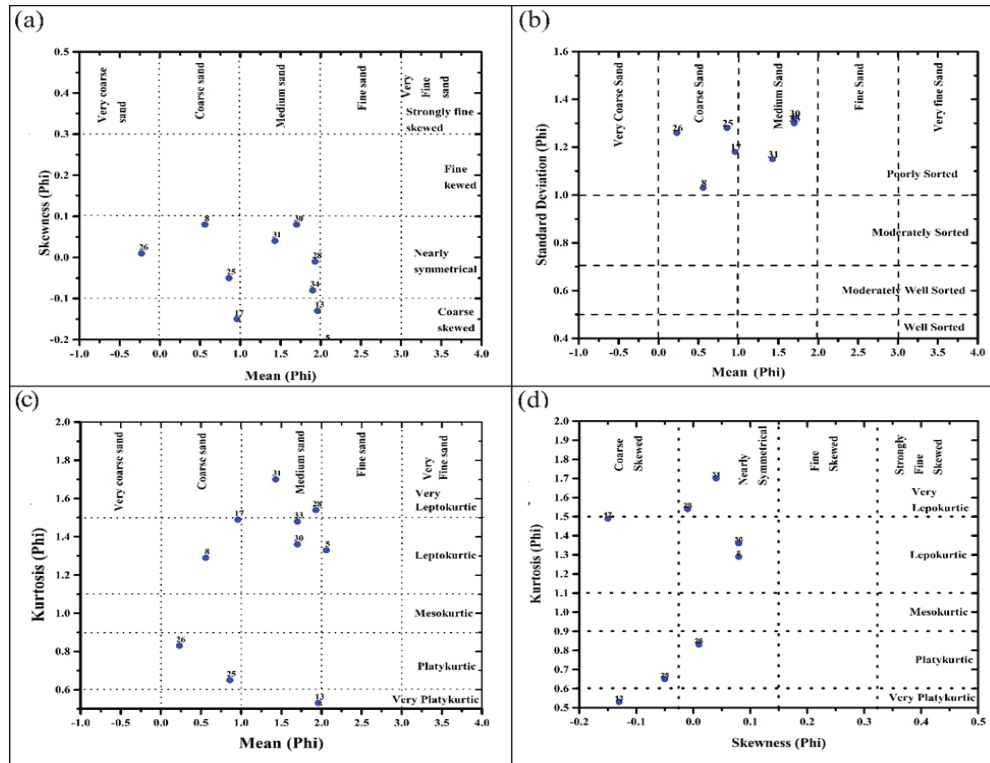 (a)
0.5
0.4
0.3
0.2
0.1
0.0
-0.1
-0.2
Skewness (Phi)
Very coarse
sand
Coarse sand
Medium sand
Fine sand
Very
Fine
sand
Strongly fine
skewed
Fine
kewed
Nearly
symmetrical
Coarse
skewed
26
8
25
17
31
30
28
34
13
5
-1.0 -0.5 0.0 0.5 1.0 1.5 2.0 2.5 3.0 3.5 4.0
Mean (Phi)
(b)
1.6
1.4
1.2
1.0
0.8
0.6
0.4
Standard Deviation (Phi)
Very Coarse Sand
Coarse Sand
Medium Sand
Fine Sand
Very fine Sand
Poorly Sorted
Moderately Sorted
Moderately Well Sorted
Well Sorted
26
25
8
17
31
30
-1.0 -0.5 0.0 0.5 1.0 1.5 2.0 2.5 3.0 3.5 4.0
Mean (Phi)
(c)
2.0
1.8
1.6
1.4
1.2
1.0
0.8
0.6
Kurtosis (Phi)
Very coarse sand
Coarse sand
Medium sand
Fine sand
Very
Fine sand
Very
Leptokurtic
Leptokurtic
Mesokurtic
Platykurtic
Very Platykurtic
31
17
33
28
30
5
8
26
25
13
-1.0 -0.5 0.0 0.5 1.0 1.5 2.0 2.5 3.0 3.5 4.0
Mean (Phi)
(d)
2.0
1.9
1.8
1.7
1.6
1.5
1.4
1.3
1.2
1.1
1.0
0.9
0.8
0.7
0.6
0.5
Kurtosis (Phi)
Coarse
Skewed
Nearly
Symmetrical
Fine
Skewed
Strongly
Fine
Skewed
Very
Lepokurtic
Lepokurtic
Mesokurtic
Platykurtic
Very Platykurtic
31
17
30
8
26
25
13
-0.2 -0.1 0.0 0.1 0.2 0.3 0.4 0.5
Skewness (Phi)